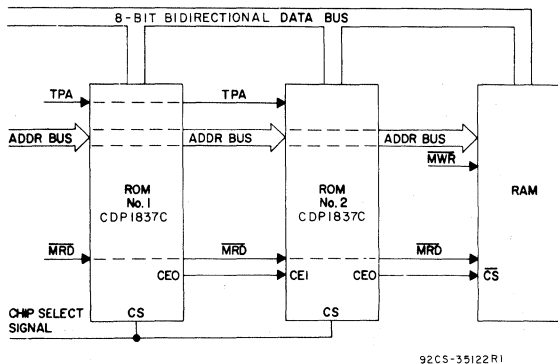 8-BIT BIDIRECTIONAL DATA BUS
TPA TPA
ADDR BUS ADDR BUS ADDR BUS
MWR
ROM No. 1 CDP1837C
ROM No. 2 CDP1837C
RAM
MRD MRD MRD
CEO CEI CEO CS
CHIP SELECT SIGNAL
CS CS
92CS-35122R1